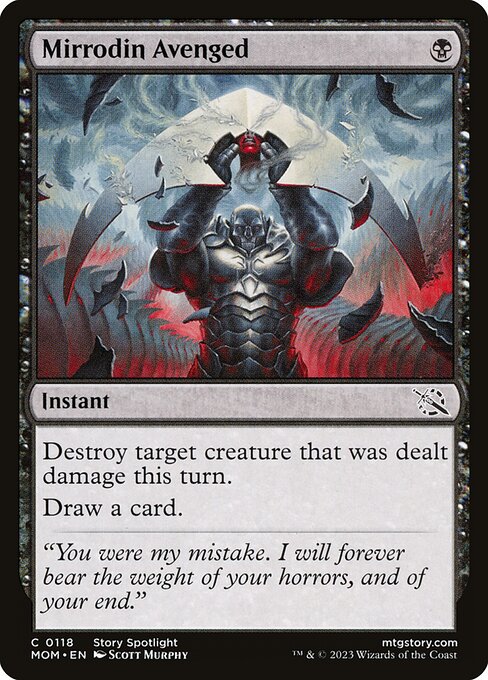 Mirrodin Avenged
Instant
Destroy target creature that was dealt
damage this turn.
Draw a card.
“You were my mistake. I will forever
bear the weight of your horrors, and of
your end.”
C 0118 Story Spotlight mtgstory.com
MOM • EN Scott Murphy ™ & © 2023 Wizards of the Coast